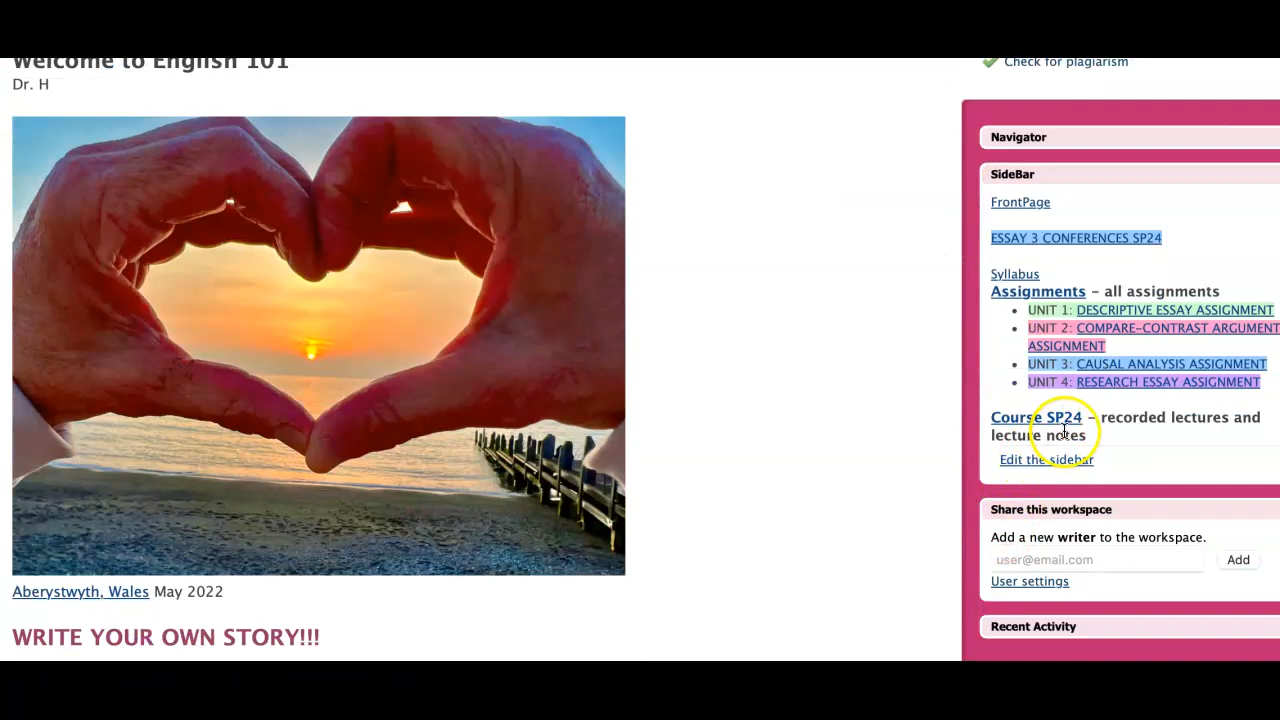 Welcome to English 101
Dr. H
Aberystwyth, Wales May 2022
WRITE YOUR OWN STORY!!!
Check for plagiarism
Navigator
SideBar
FrontPage
ESSAY 3 CONFERENCES SP24
Syllabus
Assignments - all assignments
UNIT 1: DESCRIPTIVE ESSAY ASSIGNMENT
UNIT 2: COMPARE-CONTRAST ARGUMENT
ASSIGNMENT
UNIT 3: CAUSAL ANALYSIS ASSIGNMENT
UNIT 4: RESEARCH ESSAY ASSIGNMENT
Course SP24 - recorded lectures and
lecture notes
Edit the sidebar
Share this workspace
Add a new writer to the workspace.
user@email.com Add
User settings
Recent Activity